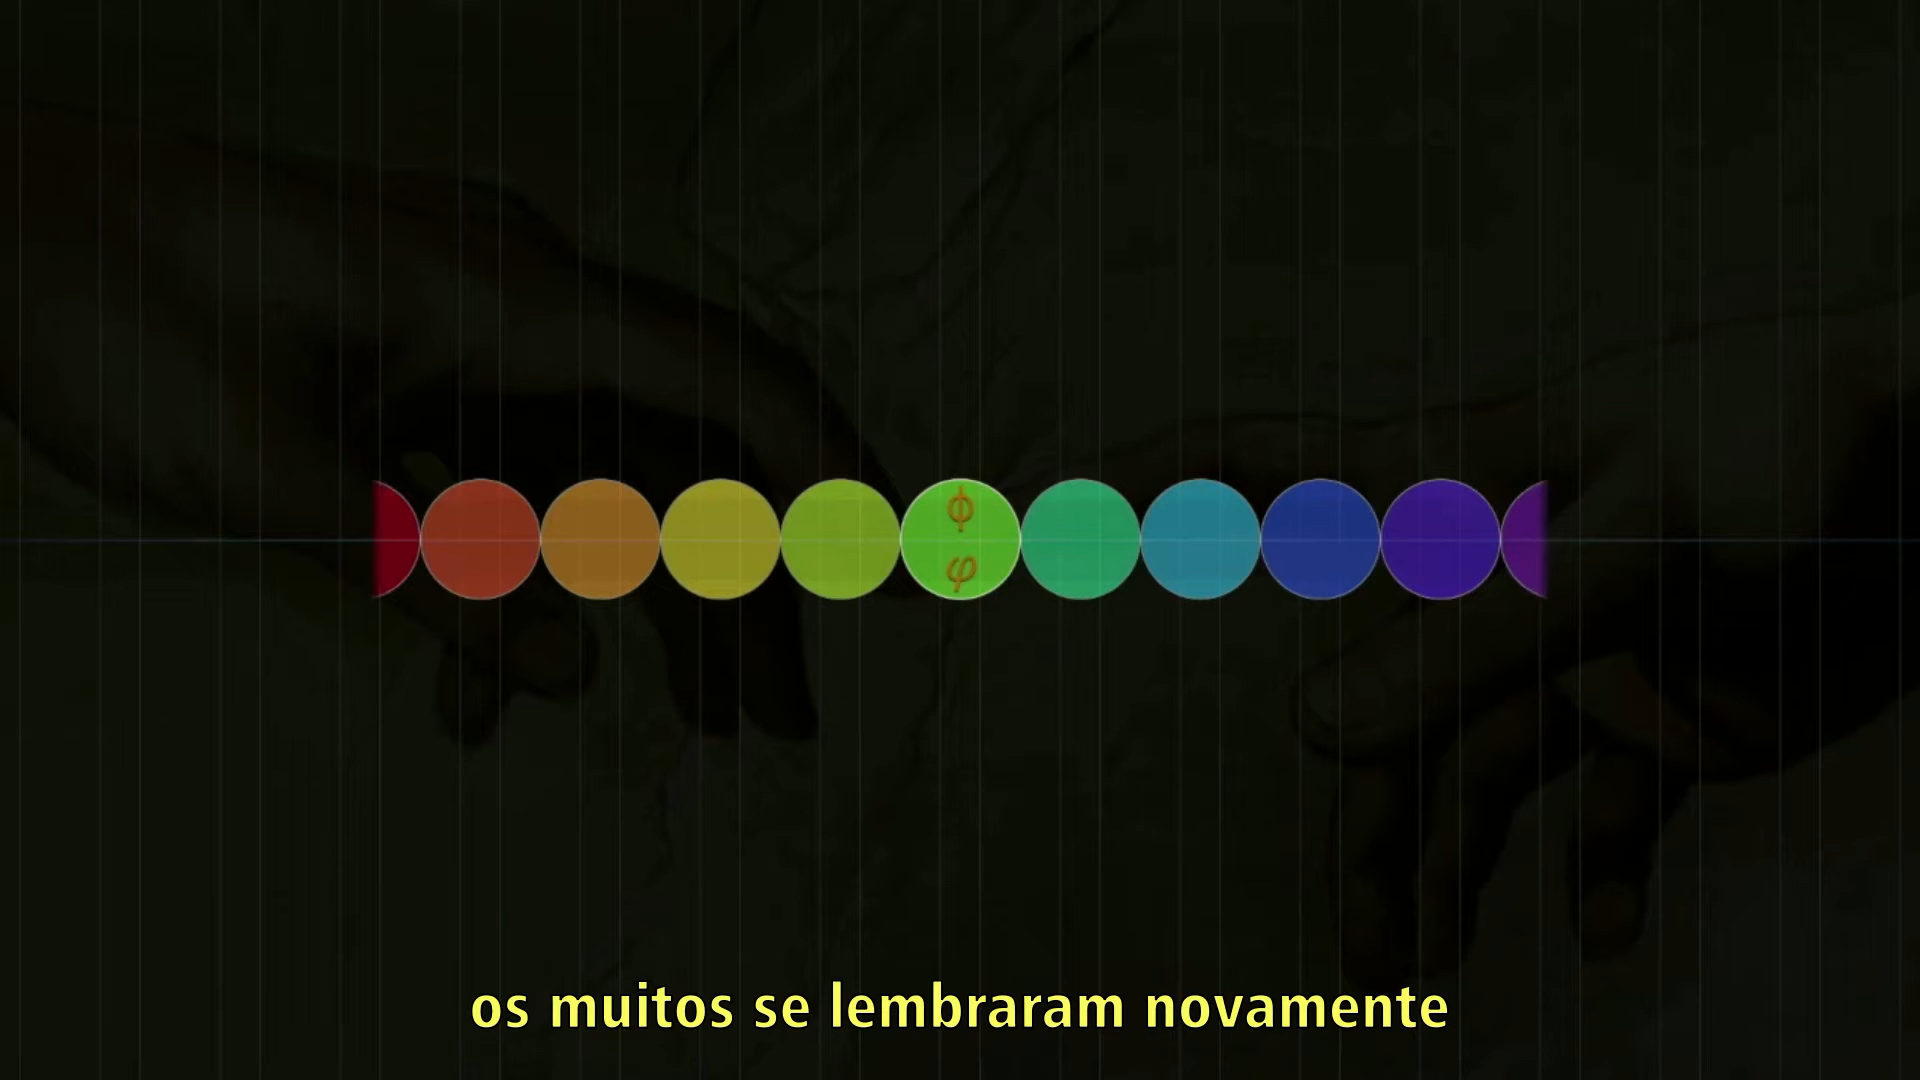 ϕ
φ
os muitos se lembraram novamente